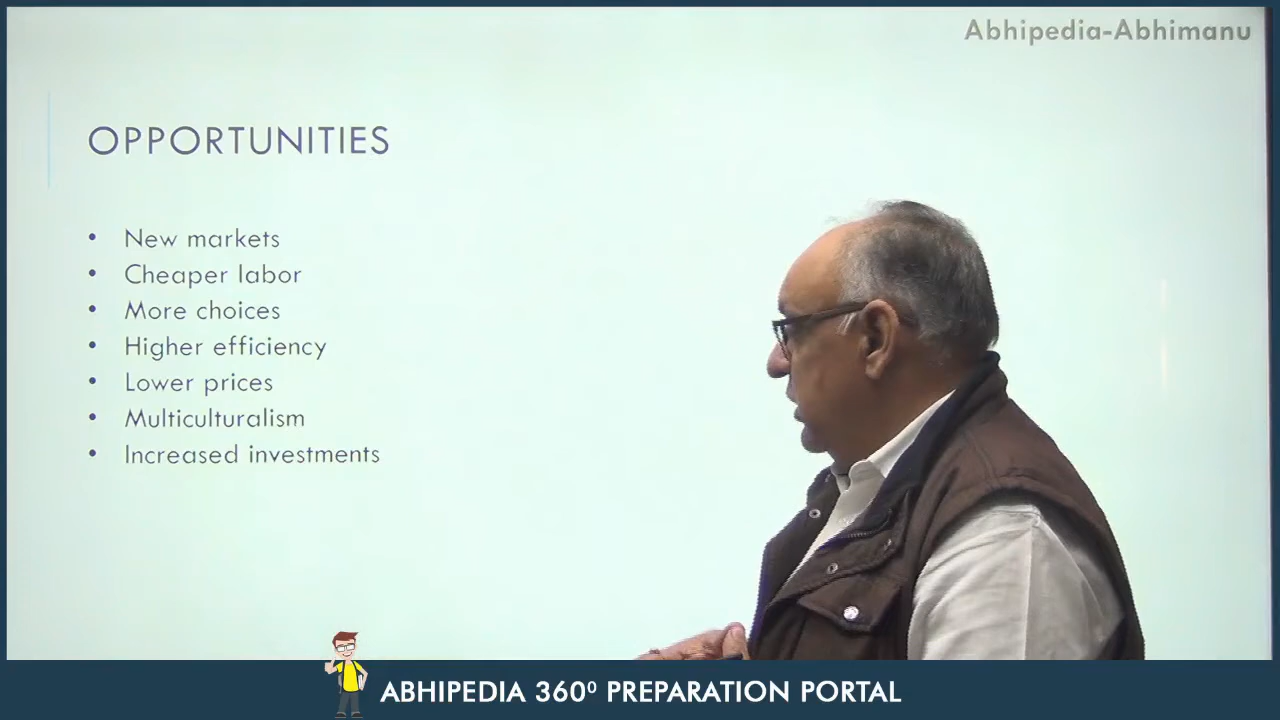 Abhipedia-Abhimanu
OPPORTUNITIES
• New markets
• Cheaper labor
• More choices
• Higher efficiency
• Lower prices
• Multiculturalism
• Increased investments
ABHIPEDIA 360⁰ PREPARATION PORTAL